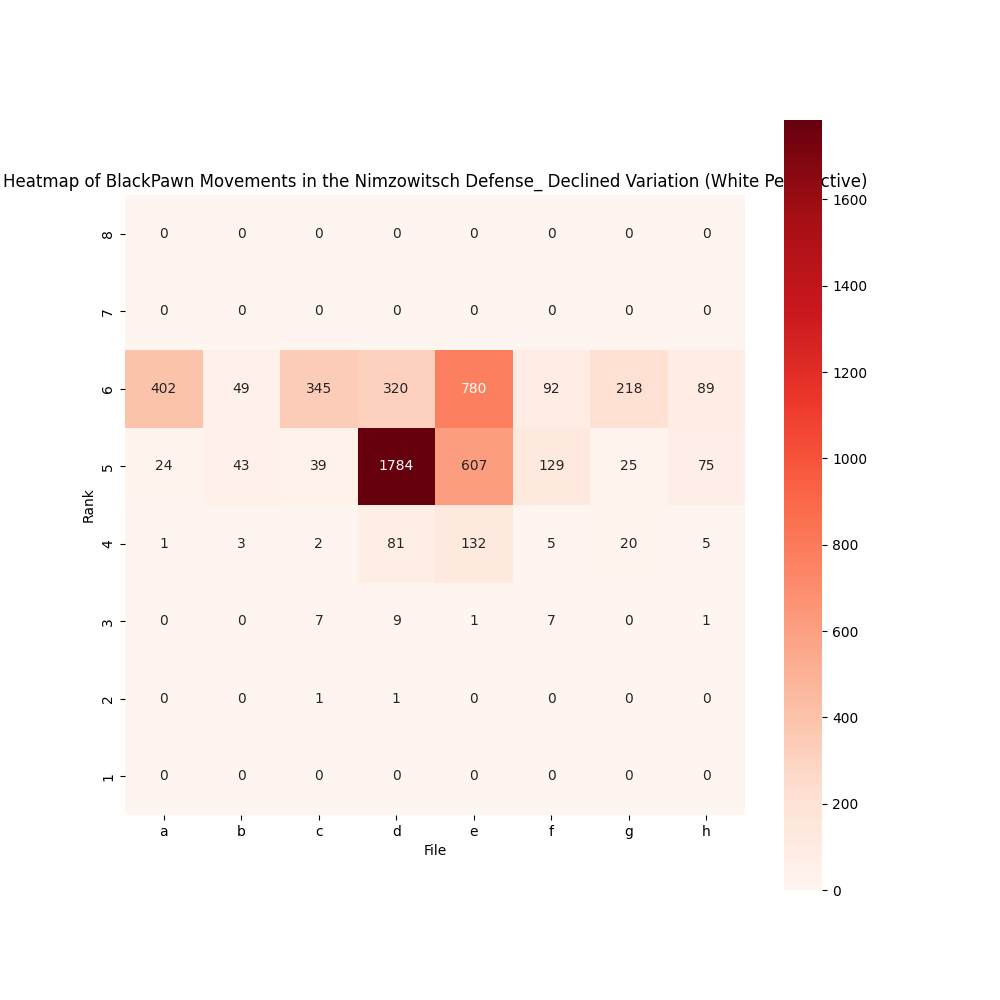 Heatmap of BlackPawn Movements in the Nimzowitsch Defense_ Declined Variation (White Pe ctive)
Rank
8 0 0 0 0 0 0 0 0
7 0 0 0 0 0 0 0 0
6 402 49 345 320 780 92 218 89
5 24 43 39 1784 607 129 25 75
4 1 3 2 81 132 5 20 5
3 0 0 7 9 1 7 0 1
2 0 0 1 1 0 0 0 0
1 0 0 0 0 0 0 0 0
a b c d e f g h
File
1600
1400
1200
1000
800
600
400
200
0